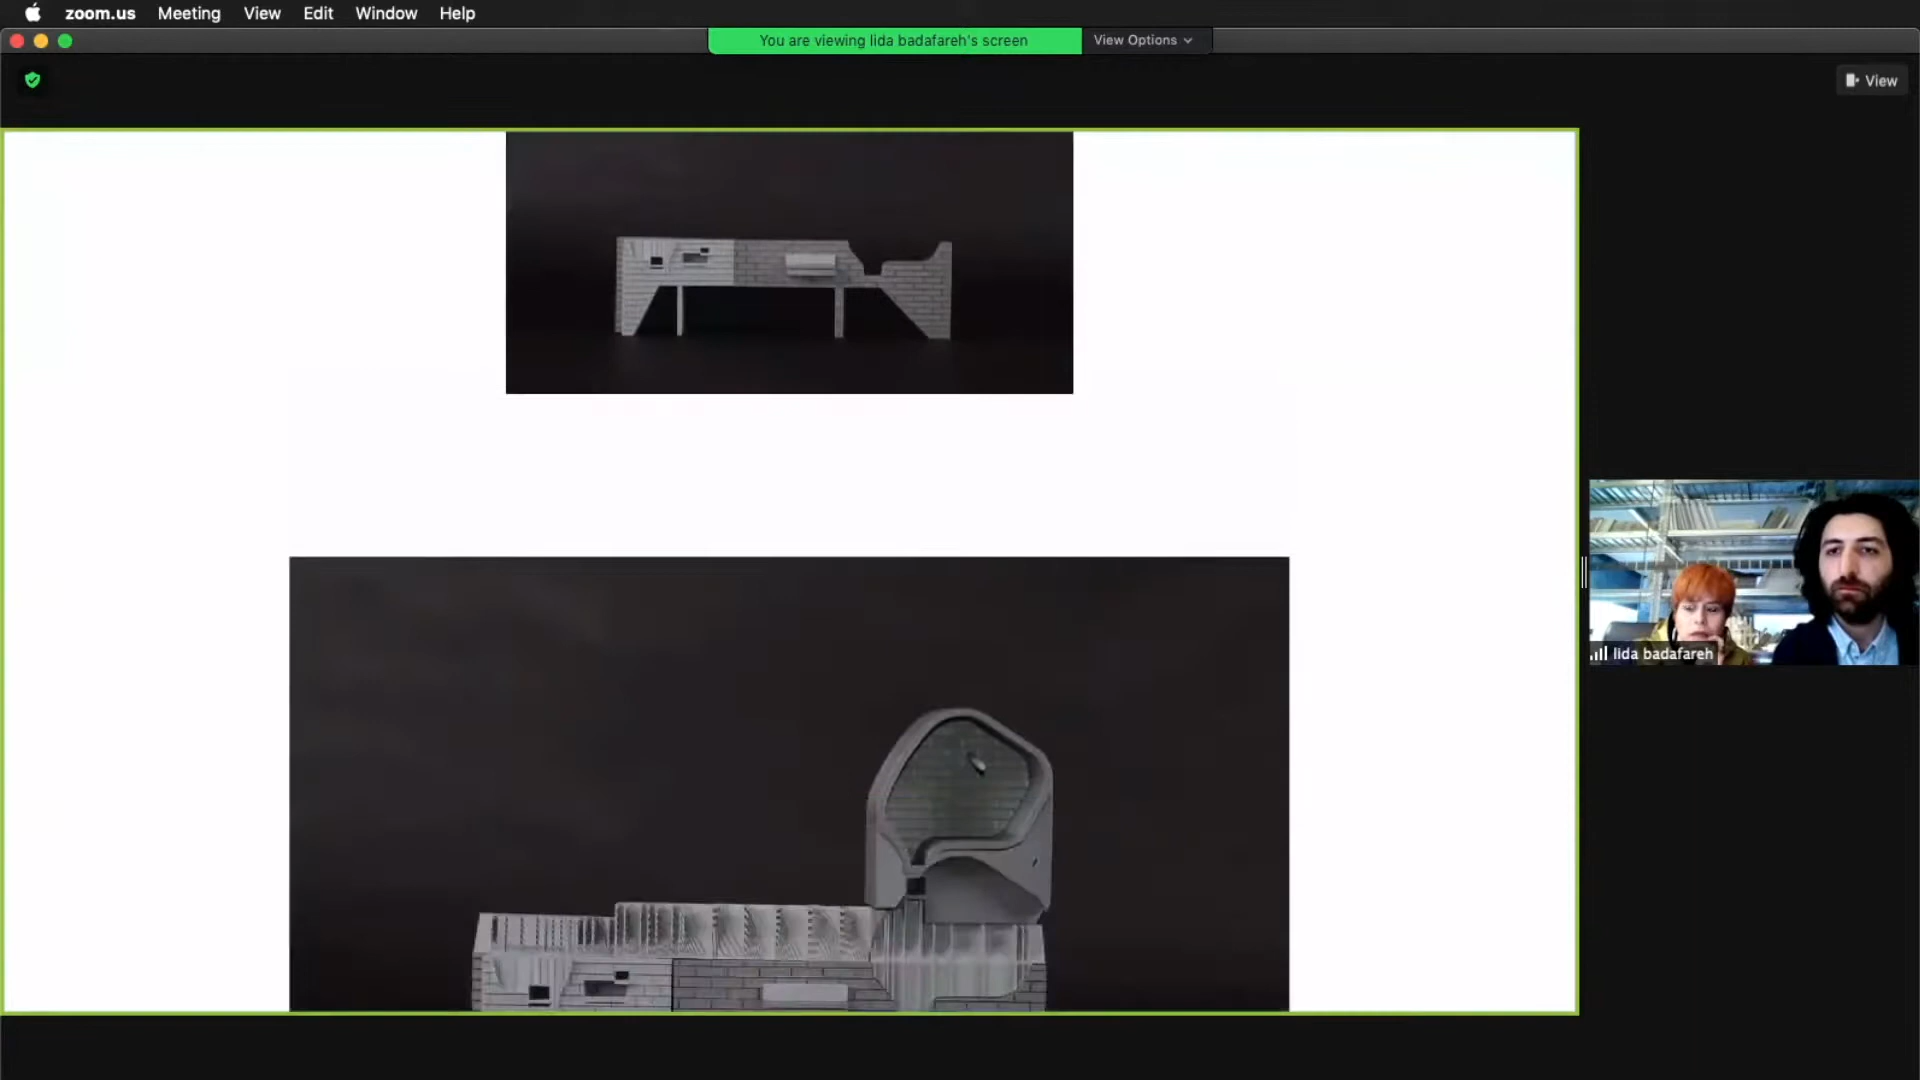 zoom.us Meeting View Edit Window Help
You are viewing lida badafareh's screen View Options
View
lida badafareh